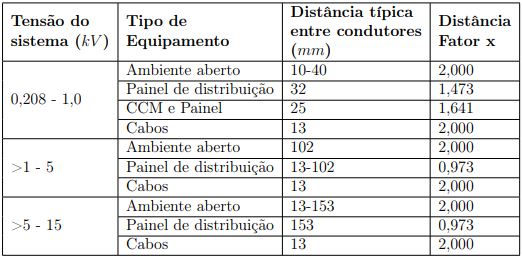 Tensão do sistema (kV) Tipo de Equipamento Distância típica entre condutores (mm) Distância Fator x
0,208 - 1,0 Ambiente aberto 10-40 2,000
Painel de distribuição 32 1,473
CCM e Painel 25 1,641
Cabos 13 2,000
>1 - 5 Ambiente aberto 102 2,000
Painel de distribuição 13-102 0,973
Cabos 13 2,000
>5 - 15 Ambiente aberto 13-153 2,000
Painel de distribuição 153 0,973
Cabos 13 2,000